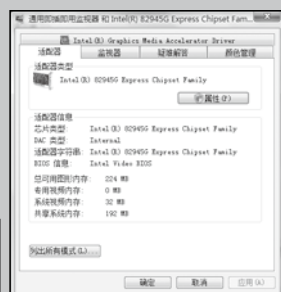 通用即插即用监视器 和 Intel(R) 82945G Express Chipset Fam...
Intel(R) Graphics Media Accelerator Driver
适配器 监视器 疑难解答 颜色管理
适配器类型
Intel(R) 82945G Express Chipset Family
属性(P)
适配器信息
芯片类型: Intel(R) 82945G Express Chipset Family
DAC 类型: Internal
适配器字符串: Intel(R) 82945G Express Chipset Family
BIOS 信息: Intel Video BIOS
总可用图形内存: 224 MB
专用视频内存: 0 MB
系统视频内存: 32 MB
共享系统内存: 192 MB
列出所有模式(L)...
确定 取消 应用(A)